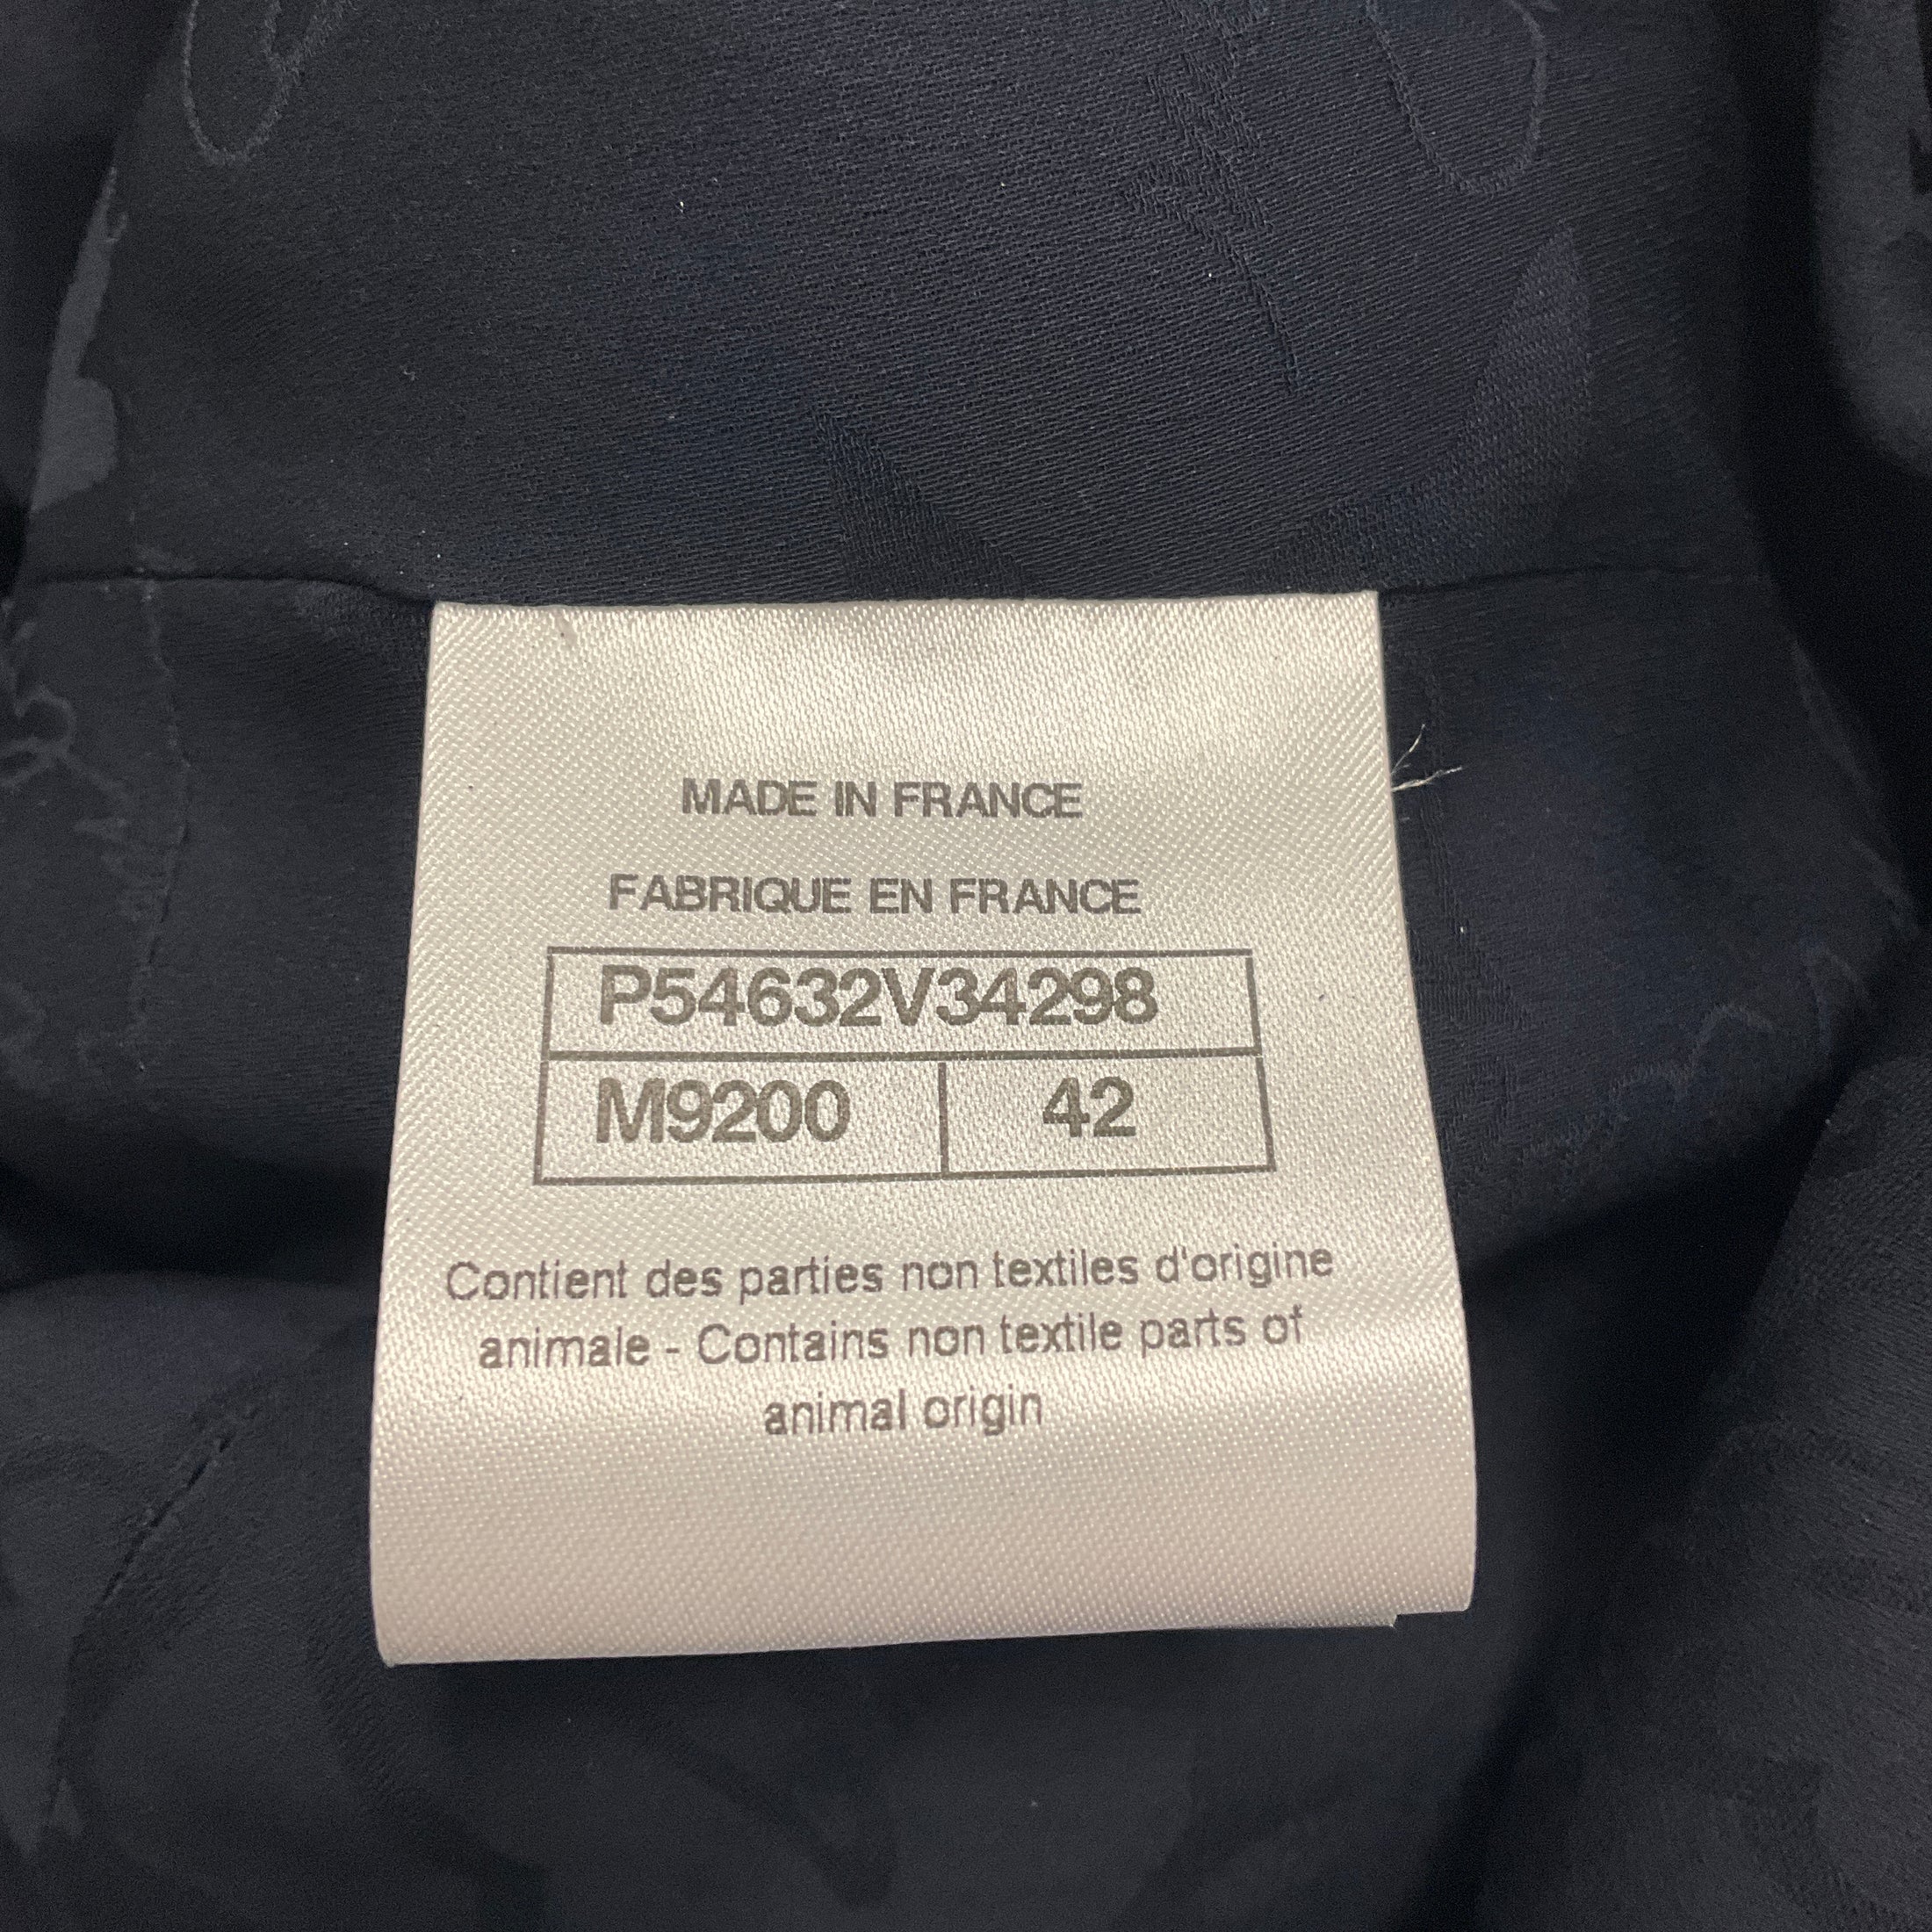 MADE IN FRANCE
FABRIQUE EN FRANCE
P54632V34298
M9200 42
Contient des parties non textiles d'origine
animale - Contains non textile parts of
animal origin